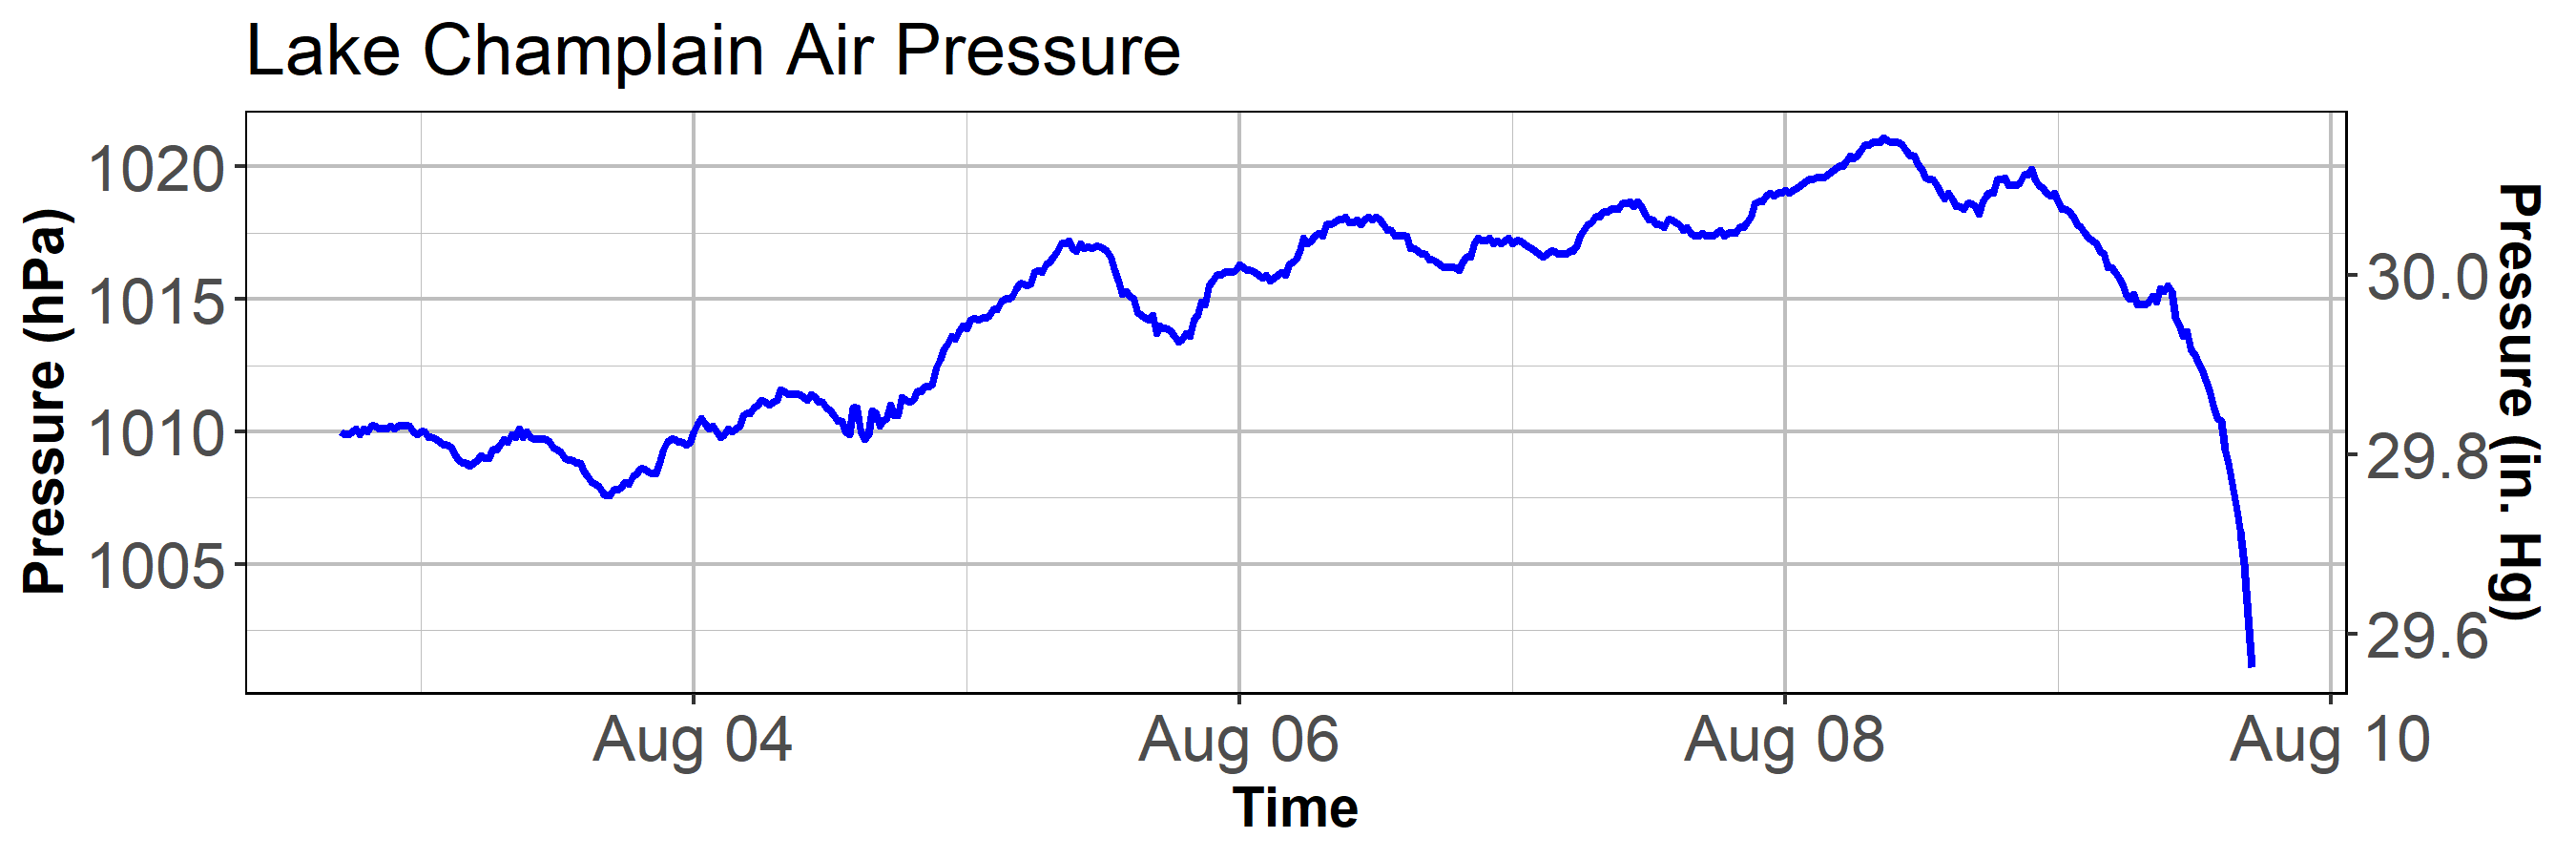 Lake Champlain Air Pressure
1020
1015
1010
1005
Pressure (hPa)
30.0
29.8
29.6
Pressure (in. Hg)
Aug 04 Aug 06 Aug 08 Aug 10
Time